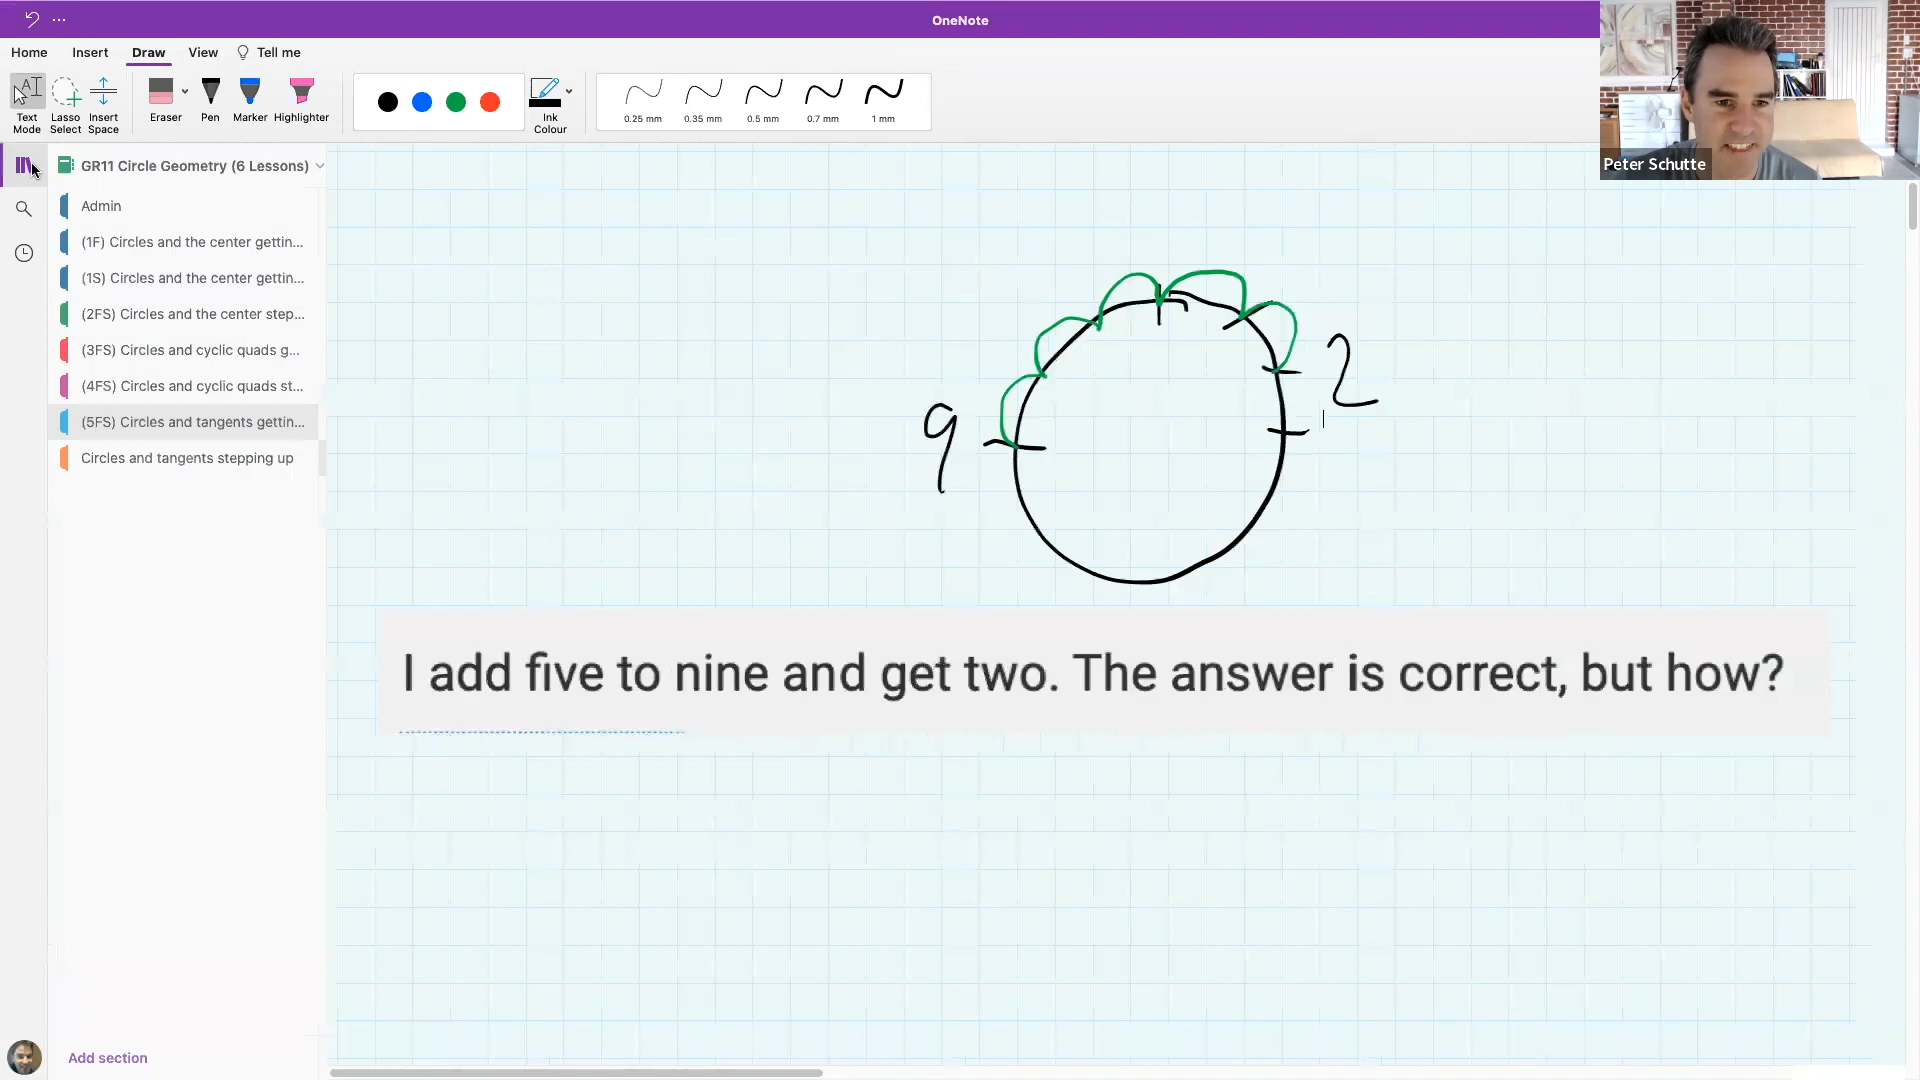 OneNote
Home Insert Draw View Tell me
Text Mode
Lasso Select
Insert Space
Eraser
Pen
Marker
Highlighter
Ink Colour
0.25 mm
0.35 mm
0.5 mm
0.7 mm
1 mm
Peter Schutte
GR11 Circle Geometry (6 Lessons)
Admin
(1F) Circles and the center gettin...
(1S) Circles and the center gettin...
(2FS) Circles and the center step...
(3FS) Circles and cyclic quads g...
(4FS) Circles and cyclic quads st...
(5FS) Circles and tangents gettin...
Circles and tangents stepping up
Add section
9
2
I add five to nine and get two. The answer is correct, but how?